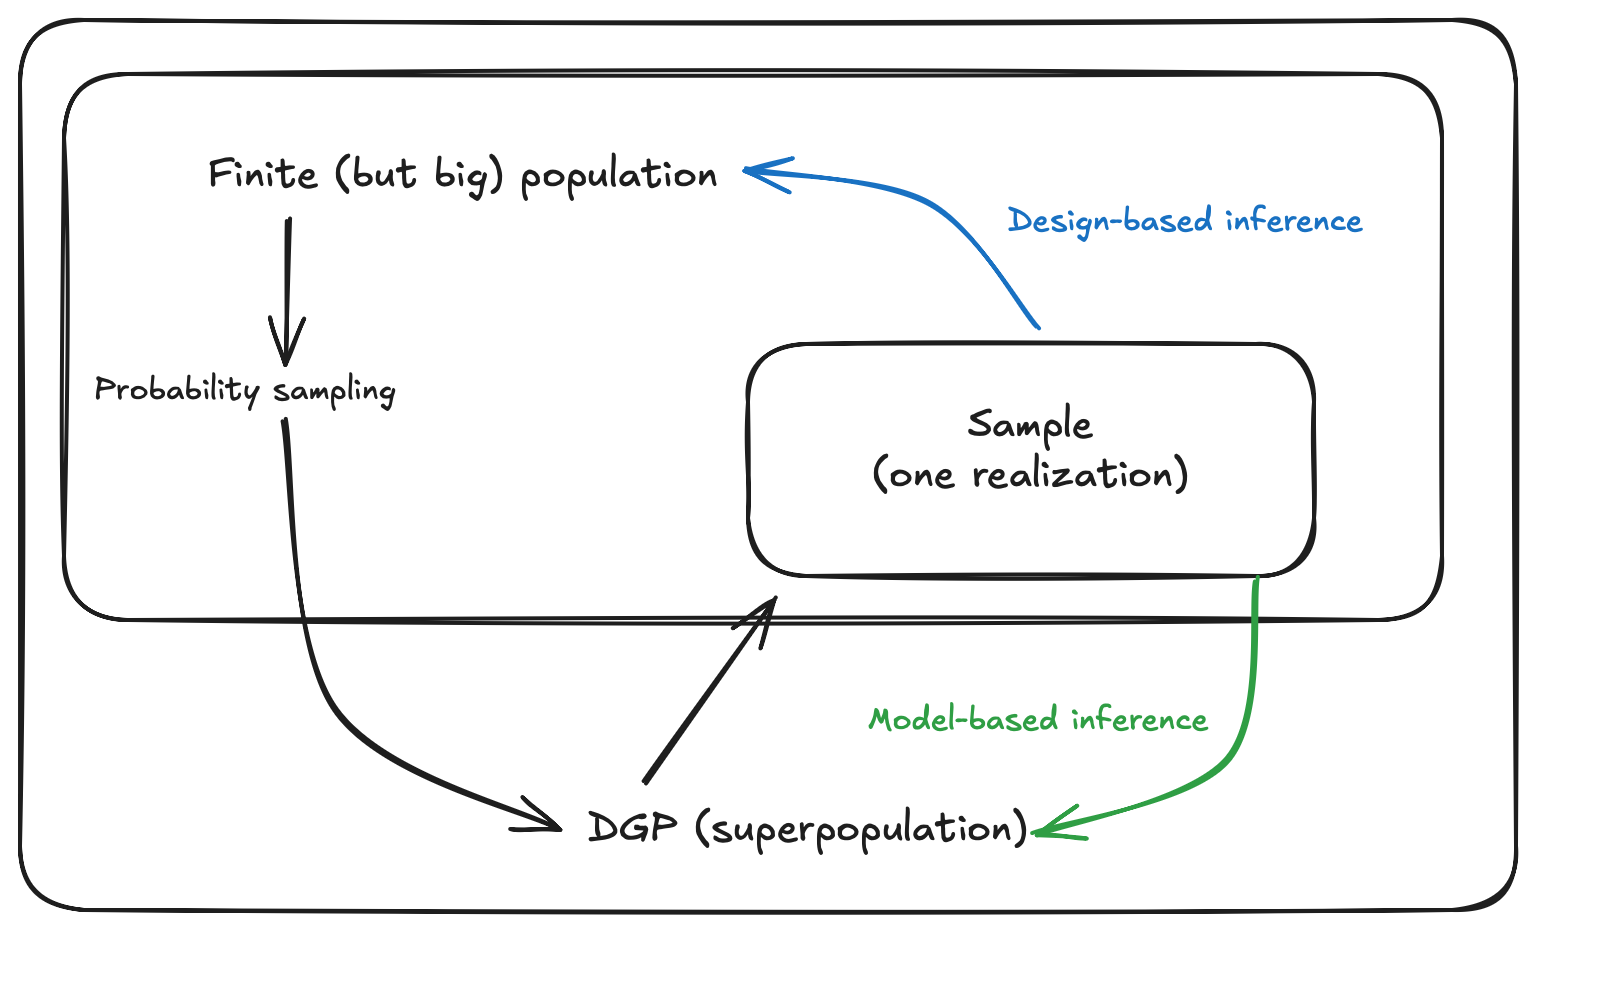 Finite (but big) population
Design-based inference
Probability sampling
Sample
(one realization)
Model-based inference
DGP (superpopulation)